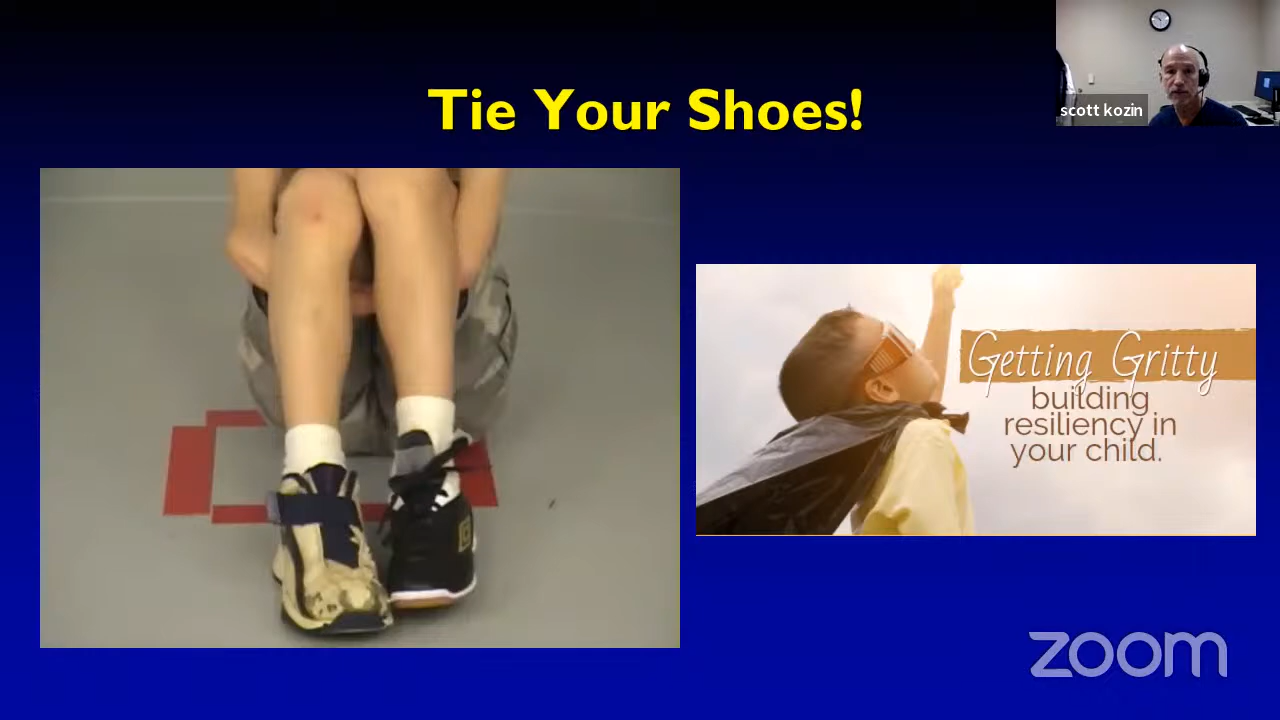 Tie Your Shoes!
scott kozin
Getting Gritty
building
resiliency in
your child.
zoom